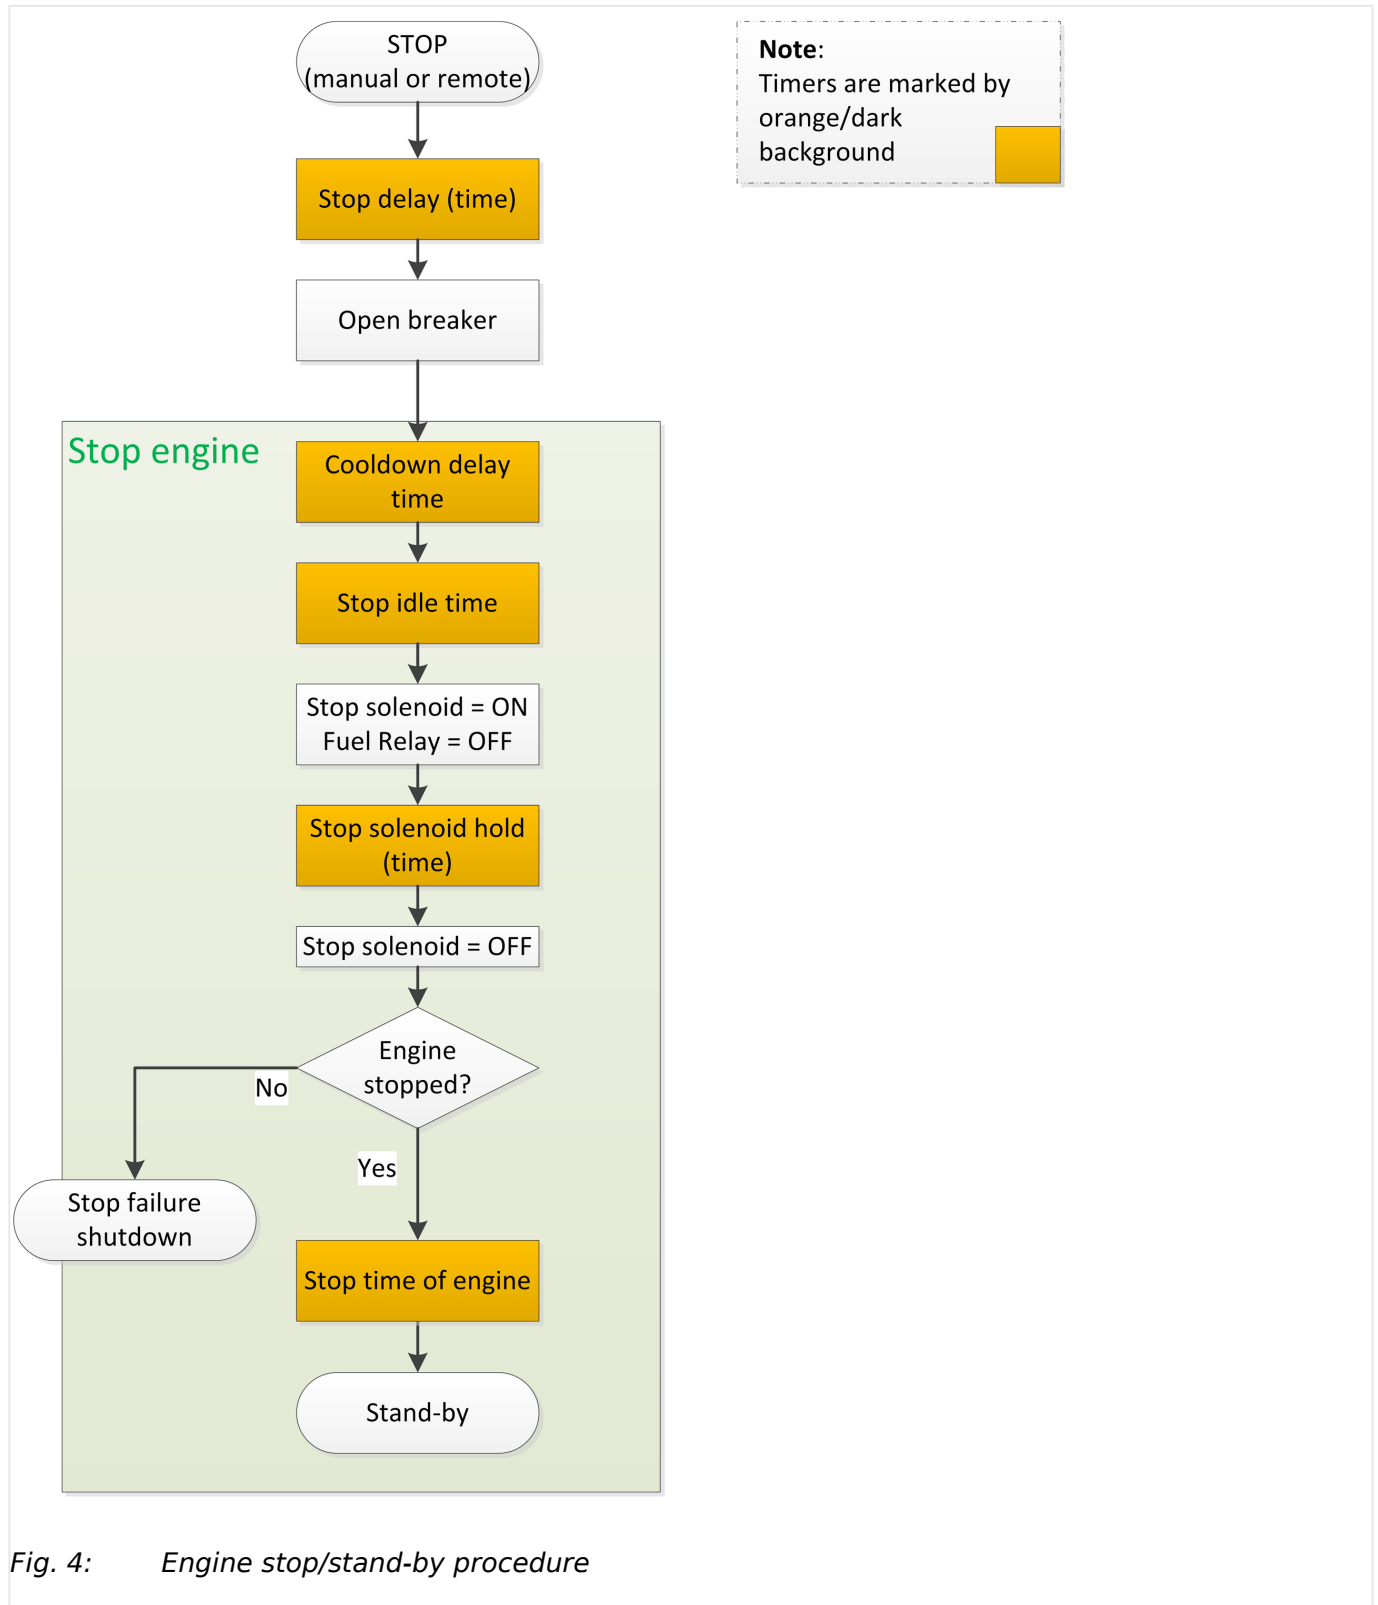 STOP
(manual or remote)
Note:
Timers are marked by
orange/dark
background
Stop delay (time)
Open breaker
Stop engine
Cooldown delay
time
Stop idle time
Stop solenoid = ON
Fuel Relay = OFF
Stop solenoid hold
(time)
Stop solenoid = OFF
Engine
stopped?
No
Yes
Stop failure
shutdown
Stop time of engine
Stand-by
Fig. 4: Engine stop/stand-by procedure